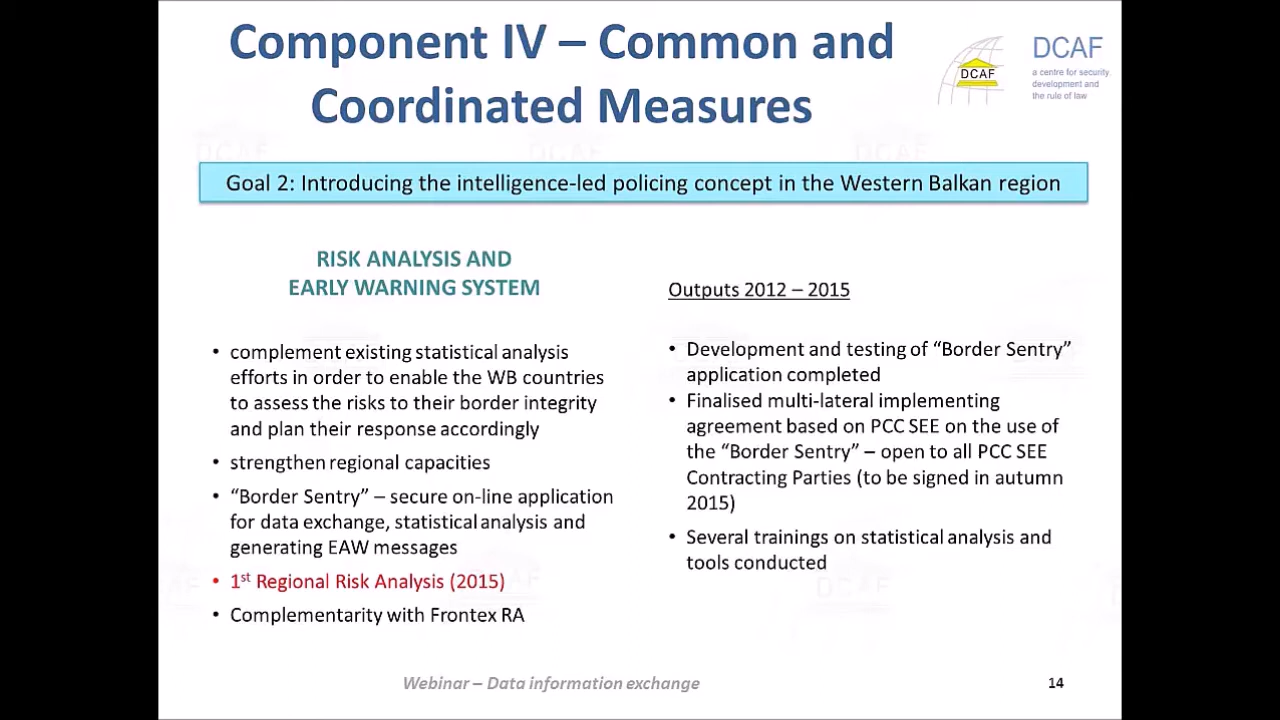 Component IV – Common and
Coordinated Measures
DCAF
DCAF
a centre for security
development and
the rule of law
Goal 2: Introducing the intelligence-led policing concept in the Western Balkan region
RISK ANALYSIS AND
EARLY WARNING SYSTEM
• complement existing statistical analysis
efforts in order to enable the WB countries
to assess the risks to their border integrity
and plan their response accordingly
• strengthen regional capacities
• “Border Sentry” – secure on-line application
for data exchange, statistical analysis and
generating EAW messages
• 1st Regional Risk Analysis (2015)
• Complementarity with Frontex RA
Outputs 2012 – 2015
• Development and testing of “Border Sentry”
application completed
• Finalised multi-lateral implementing
agreement based on PCC SEE on the use of
the “Border Sentry” – open to all PCC SEE
Contracting Parties (to be signed in autumn
2015)
• Several trainings on statistical analysis and
tools conducted
Webinar – Data information exchange
14